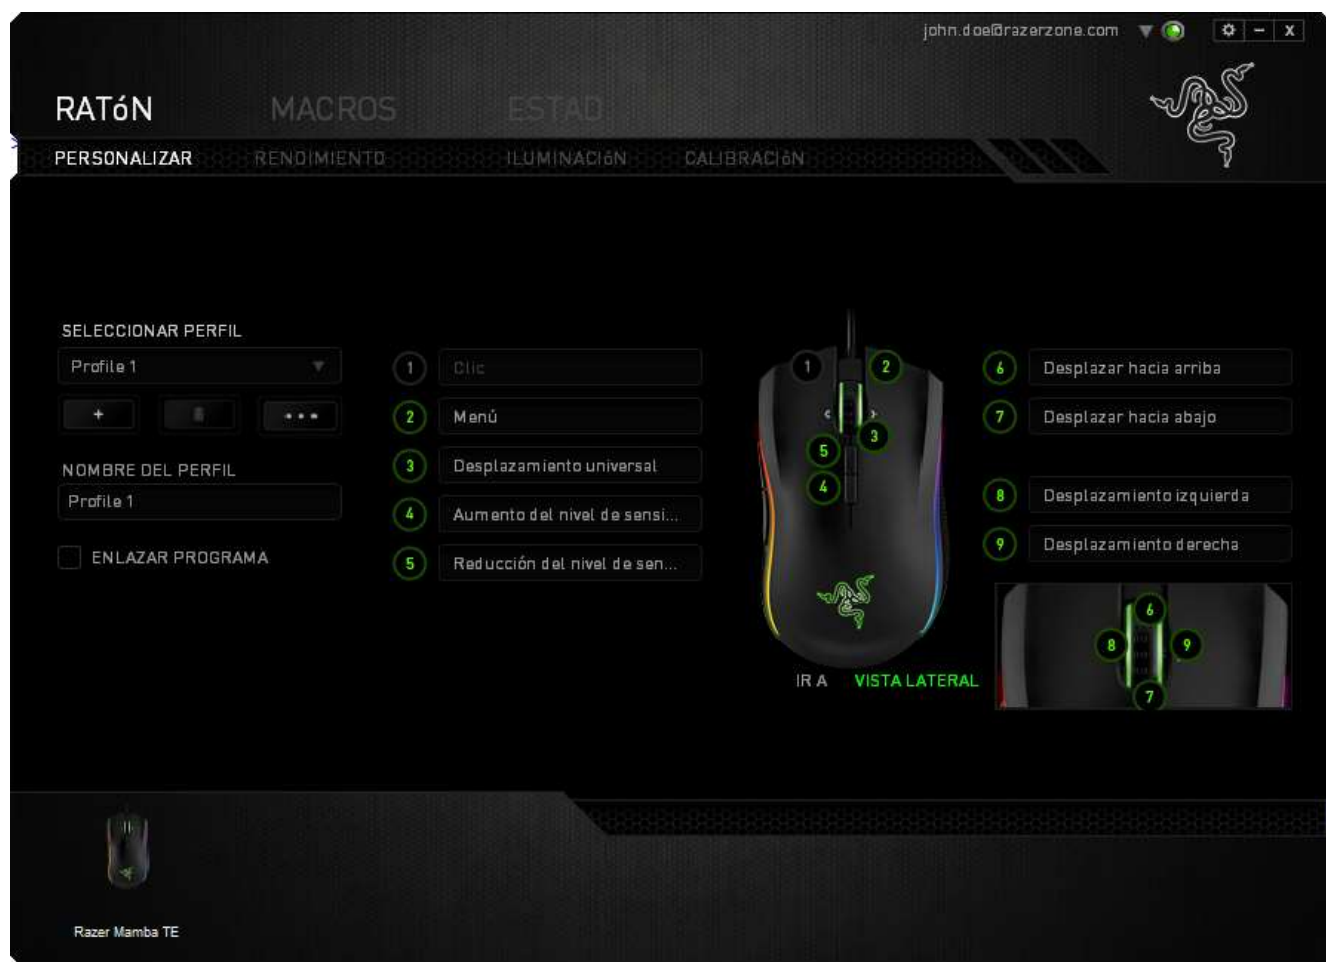 john.doe@razerzone.com
RATóN MACROS ESTAD
PERSONALIZAR RENDIMIENTO ILUMINACIóN CALIBRACIóN
SELECCIONAR PERFIL
Profile 1
NOMBRE DEL PERFIL
Profile 1
ENLAZAR PROGRAMA
1 Clic
2 Menú
3 Desplazamiento universal
4 Aumento del nivel de sensi...
5 Reducción del nivel de sen...
1 2
3
5
4
IR A VISTA LATERAL
6 Desplazar hacia arriba
7 Desplazar hacia abajo
8 Desplazamiento izquierda
9 Desplazamiento derecha
6
8 9
7
Razer Mamba TE